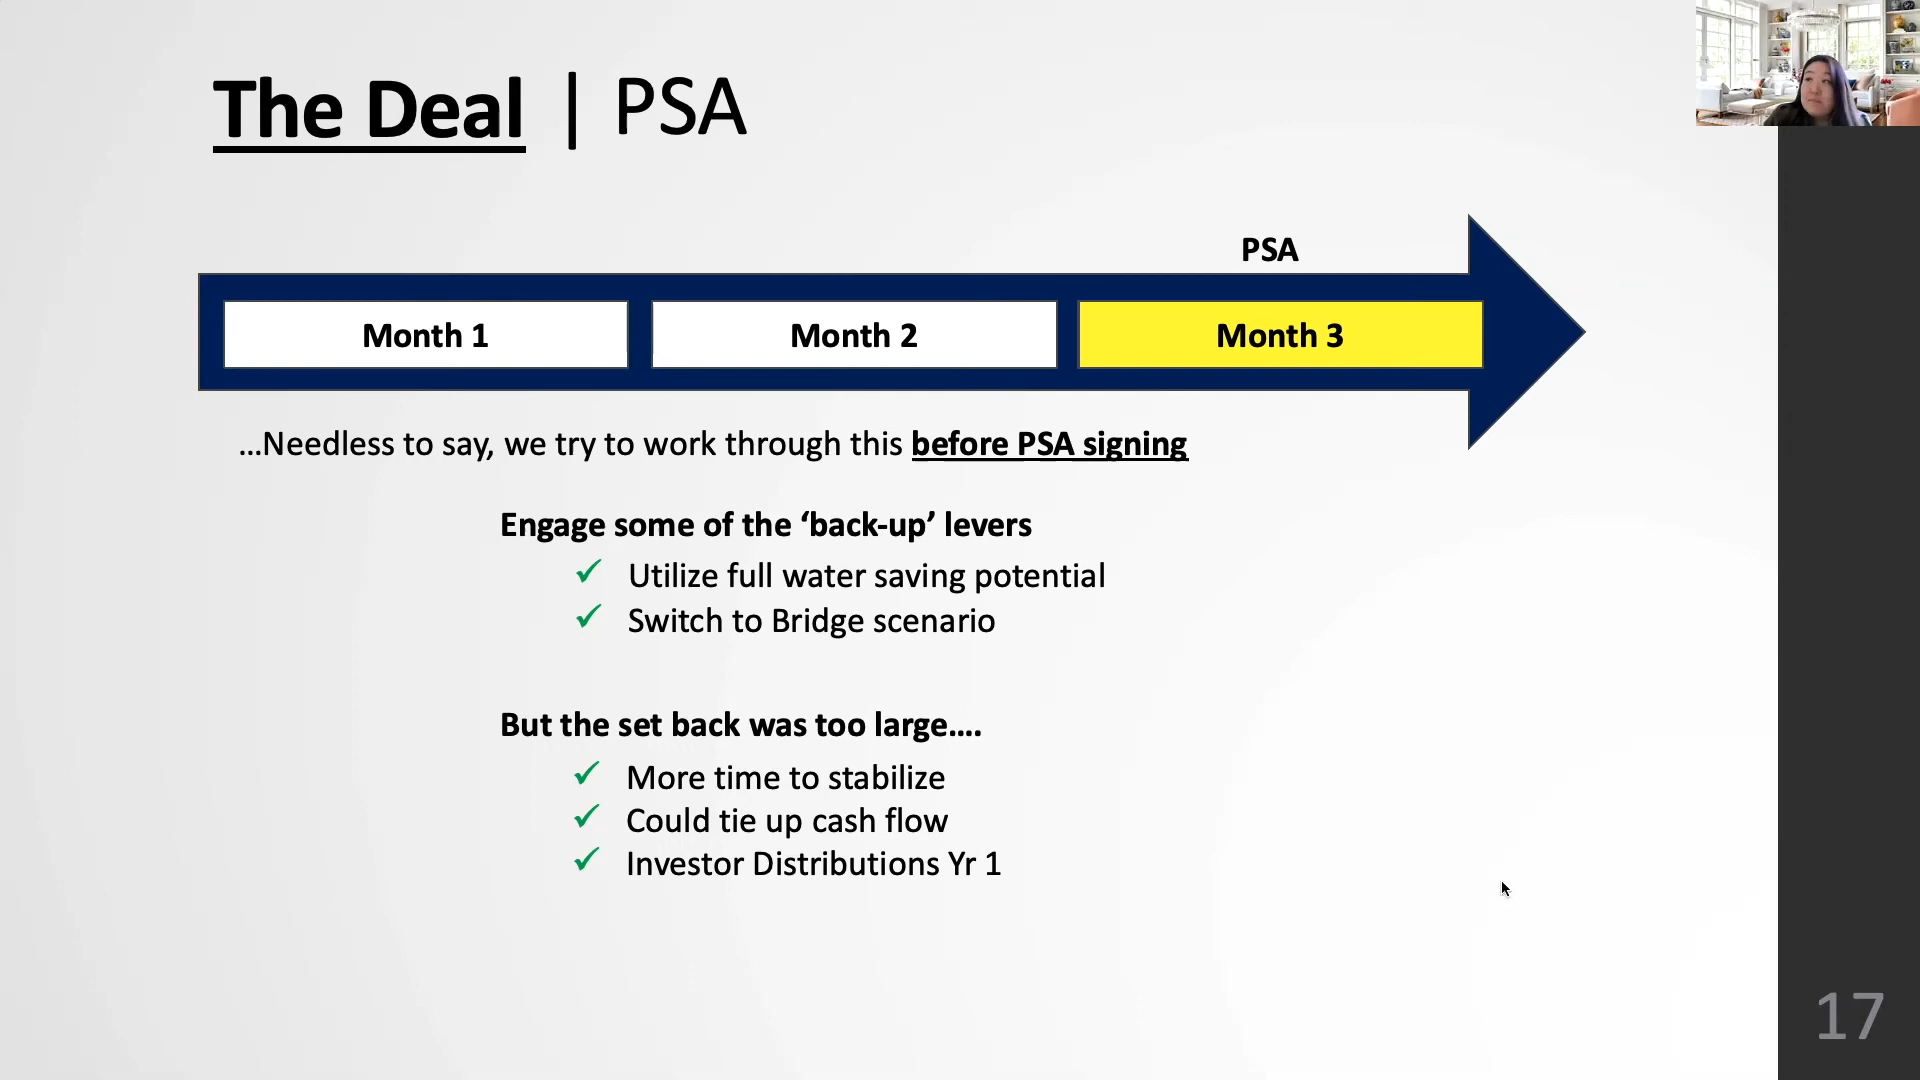 The Deal | PSA
PSA
Month 1
Month 2
Month 3
...Needless to say, we try to work through this before PSA signing
Engage some of the ‘back-up’ levers
✓ Utilize full water saving potential
✓ Switch to Bridge scenario
But the set back was too large....
✓ More time to stabilize
✓ Could tie up cash flow
✓ Investor Distributions Yr 1
17